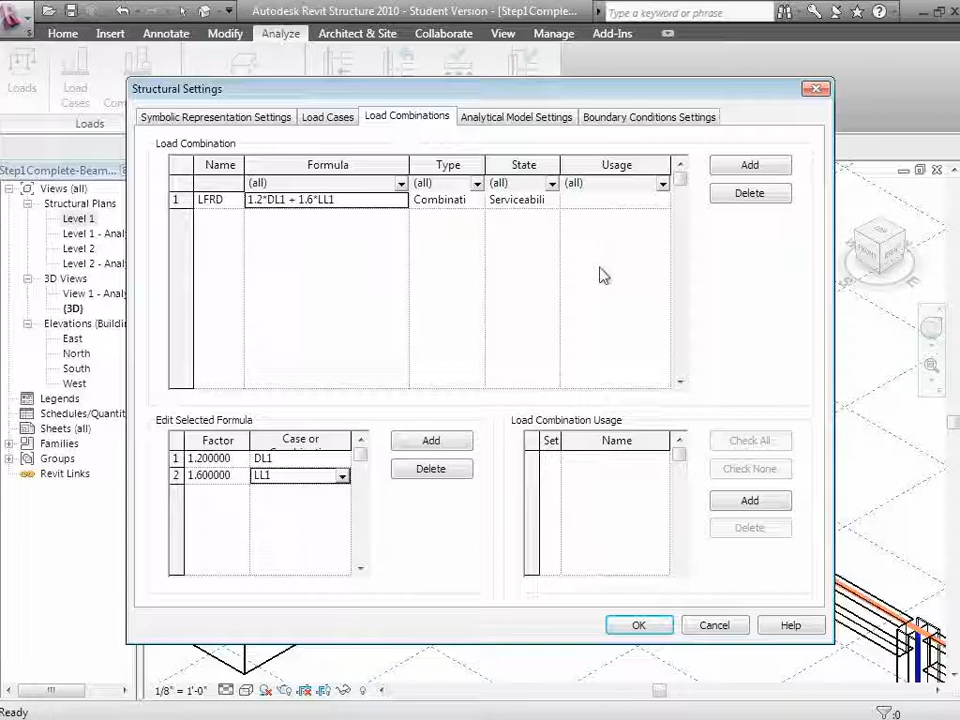 Autodesk Revit Structure 2010 - Student Version - [Step1Comple...
Type a keyword or phrase
Home Insert Annotate Modify Analyze Architect & Site Collaborate View Manage Add-Ins
Loads
Load
Cases
Loads
Structural Settings
Symbolic Representation Settings Load Cases Load Combinations Analytical Model Settings Boundary Conditions Settings
Load Combination
Name Formula Type State Usage
(all) (all) (all) (all)
1 LFRD 1.2*DL1 + 1.6*LL1 Combinati Serviceabili
Add
Delete
Step1Complete-Beam
Views (all)
Structural Plans
Level 1
Level 1 - Anal
Level 2
Level 2 - Anal
3D Views
View 1 - Analy
{3D}
Elevations (Buildin
East
North
South
West
Legends
Schedules/Quantit
Sheets (all)
Families
Groups
Revit Links
Edit Selected Formula
Factor Case or
1 1.200000 DL1
2 1.600000 LL1
Add
Delete
Load Combination Usage
Set Name
Check All
Check None
Add
Delete
OK Cancel Help
1/8" = 1'-0"
Ready
:0